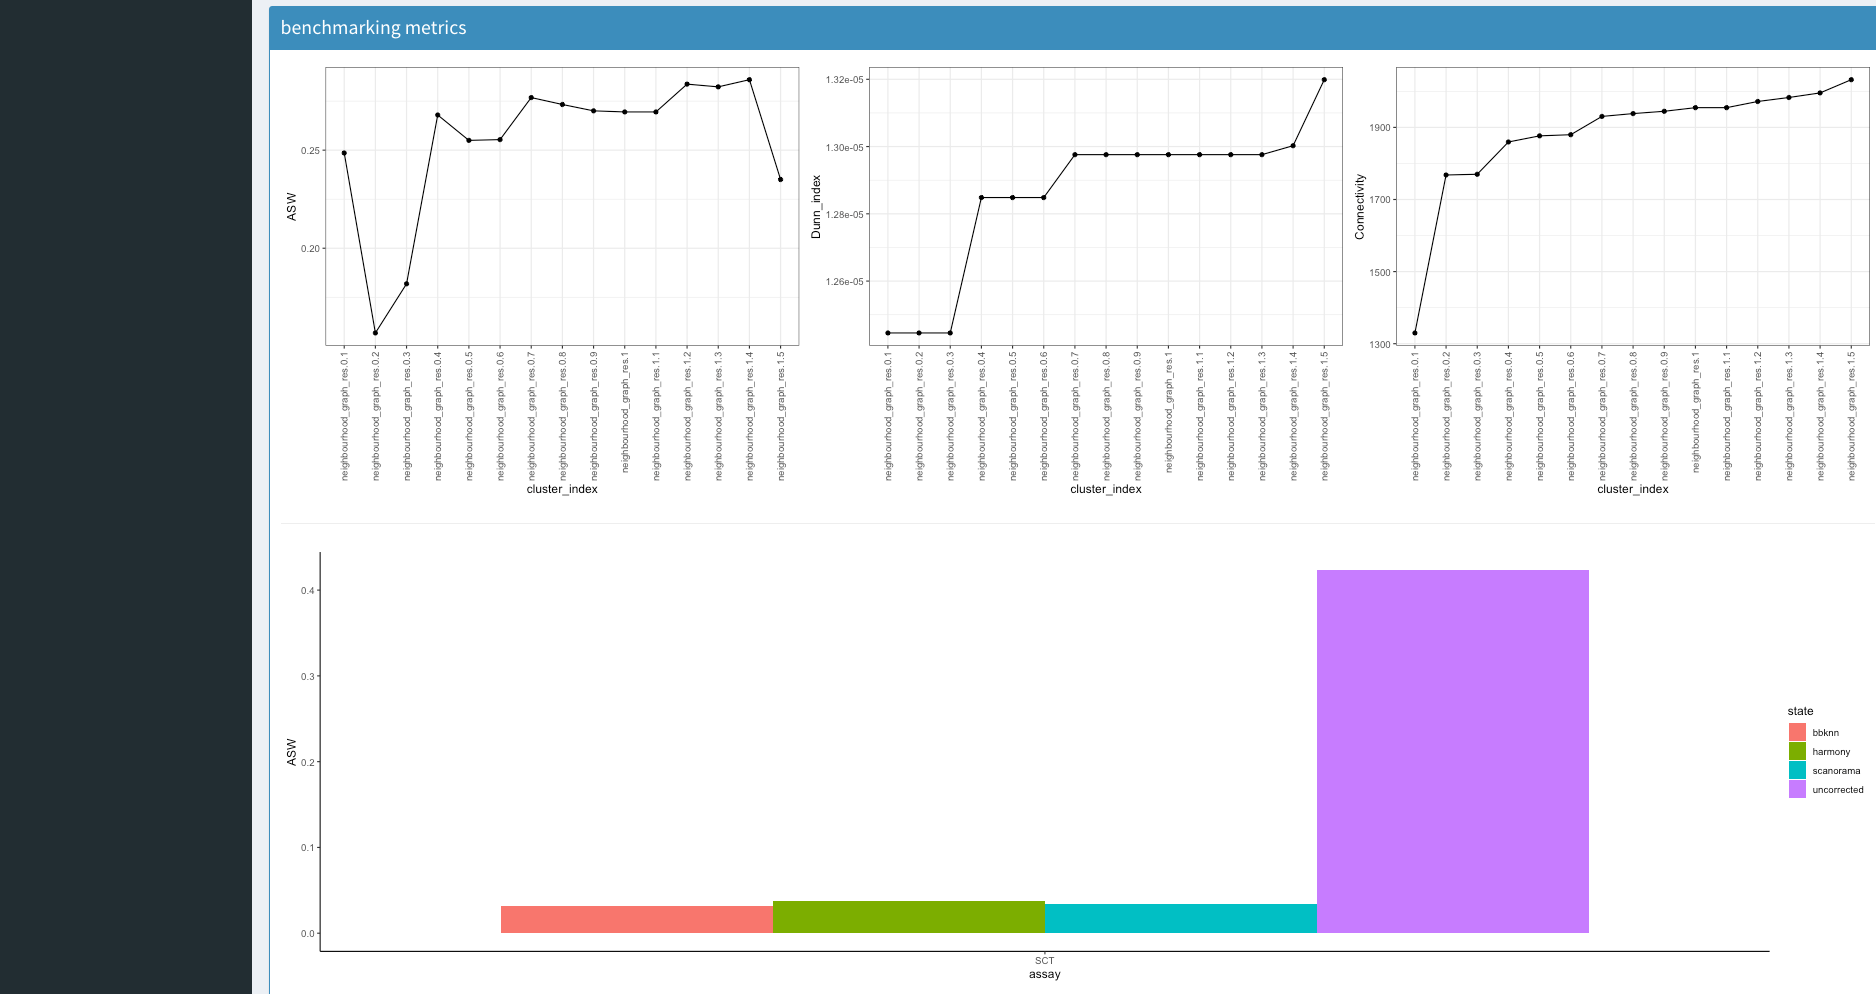 benchmarking metrics
ASW
0.25
0.20
neighbourhood_graph_res.0.1
neighbourhood_graph_res.0.2
neighbourhood_graph_res.0.3
neighbourhood_graph_res.0.4
neighbourhood_graph_res.0.5
neighbourhood_graph_res.0.6
neighbourhood_graph_res.0.7
neighbourhood_graph_res.0.8
neighbourhood_graph_res.0.9
neighbourhood_graph_res.1
neighbourhood_graph_res.1.1
neighbourhood_graph_res.1.2
neighbourhood_graph_res.1.3
neighbourhood_graph_res.1.4
neighbourhood_graph_res.1.5
cluster_index
Dunn_index
1.32e-05
1.30e-05
1.28e-05
1.26e-05
neighbourhood_graph_res.0.1
neighbourhood_graph_res.0.2
neighbourhood_graph_res.0.3
neighbourhood_graph_res.0.4
neighbourhood_graph_res.0.5
neighbourhood_graph_res.0.6
neighbourhood_graph_res.0.7
neighbourhood_graph_res.0.8
neighbourhood_graph_res.0.9
neighbourhood_graph_res.1
neighbourhood_graph_res.1.1
neighbourhood_graph_res.1.2
neighbourhood_graph_res.1.3
neighbourhood_graph_res.1.4
neighbourhood_graph_res.1.5
cluster_index
Connectivity
1900
1700
1500
1300
neighbourhood_graph_res.0.1
neighbourhood_graph_res.0.2
neighbourhood_graph_res.0.3
neighbourhood_graph_res.0.4
neighbourhood_graph_res.0.5
neighbourhood_graph_res.0.6
neighbourhood_graph_res.0.7
neighbourhood_graph_res.0.8
neighbourhood_graph_res.0.9
neighbourhood_graph_res.1
neighbourhood_graph_res.1.1
neighbourhood_graph_res.1.2
neighbourhood_graph_res.1.3
neighbourhood_graph_res.1.4
neighbourhood_graph_res.1.5
cluster_index
ASW
0.4
0.3
0.2
0.1
0.0
SCT
assay
state
bbknn
harmony
scanorama
uncorrected